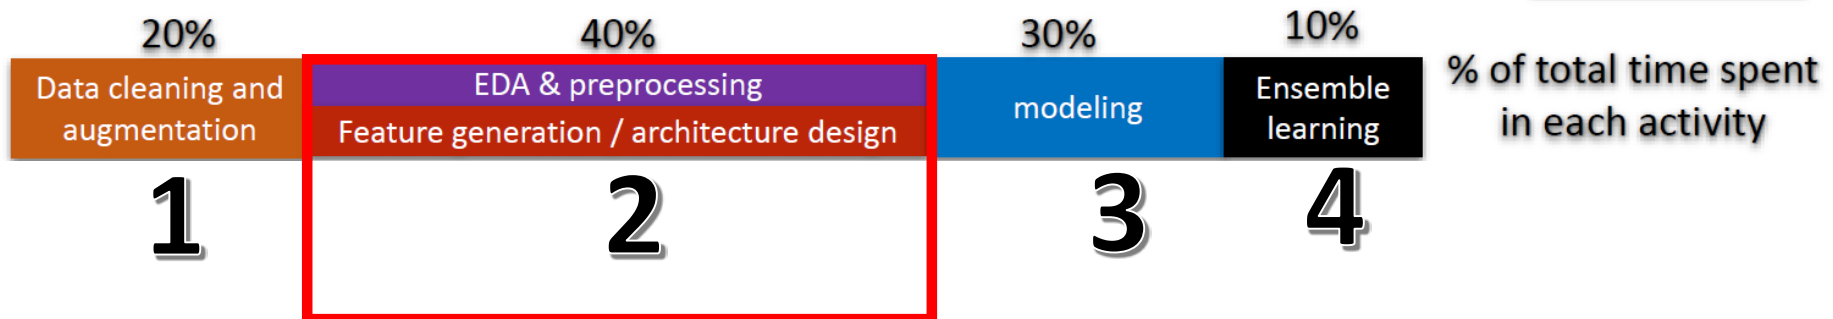 20%
40%
30%
10%
Data cleaning and
augmentation
EDA & preprocessing
Feature generation / architecture design
modeling
Ensemble
learning
% of total time spent
in each activity
1
2
3
4